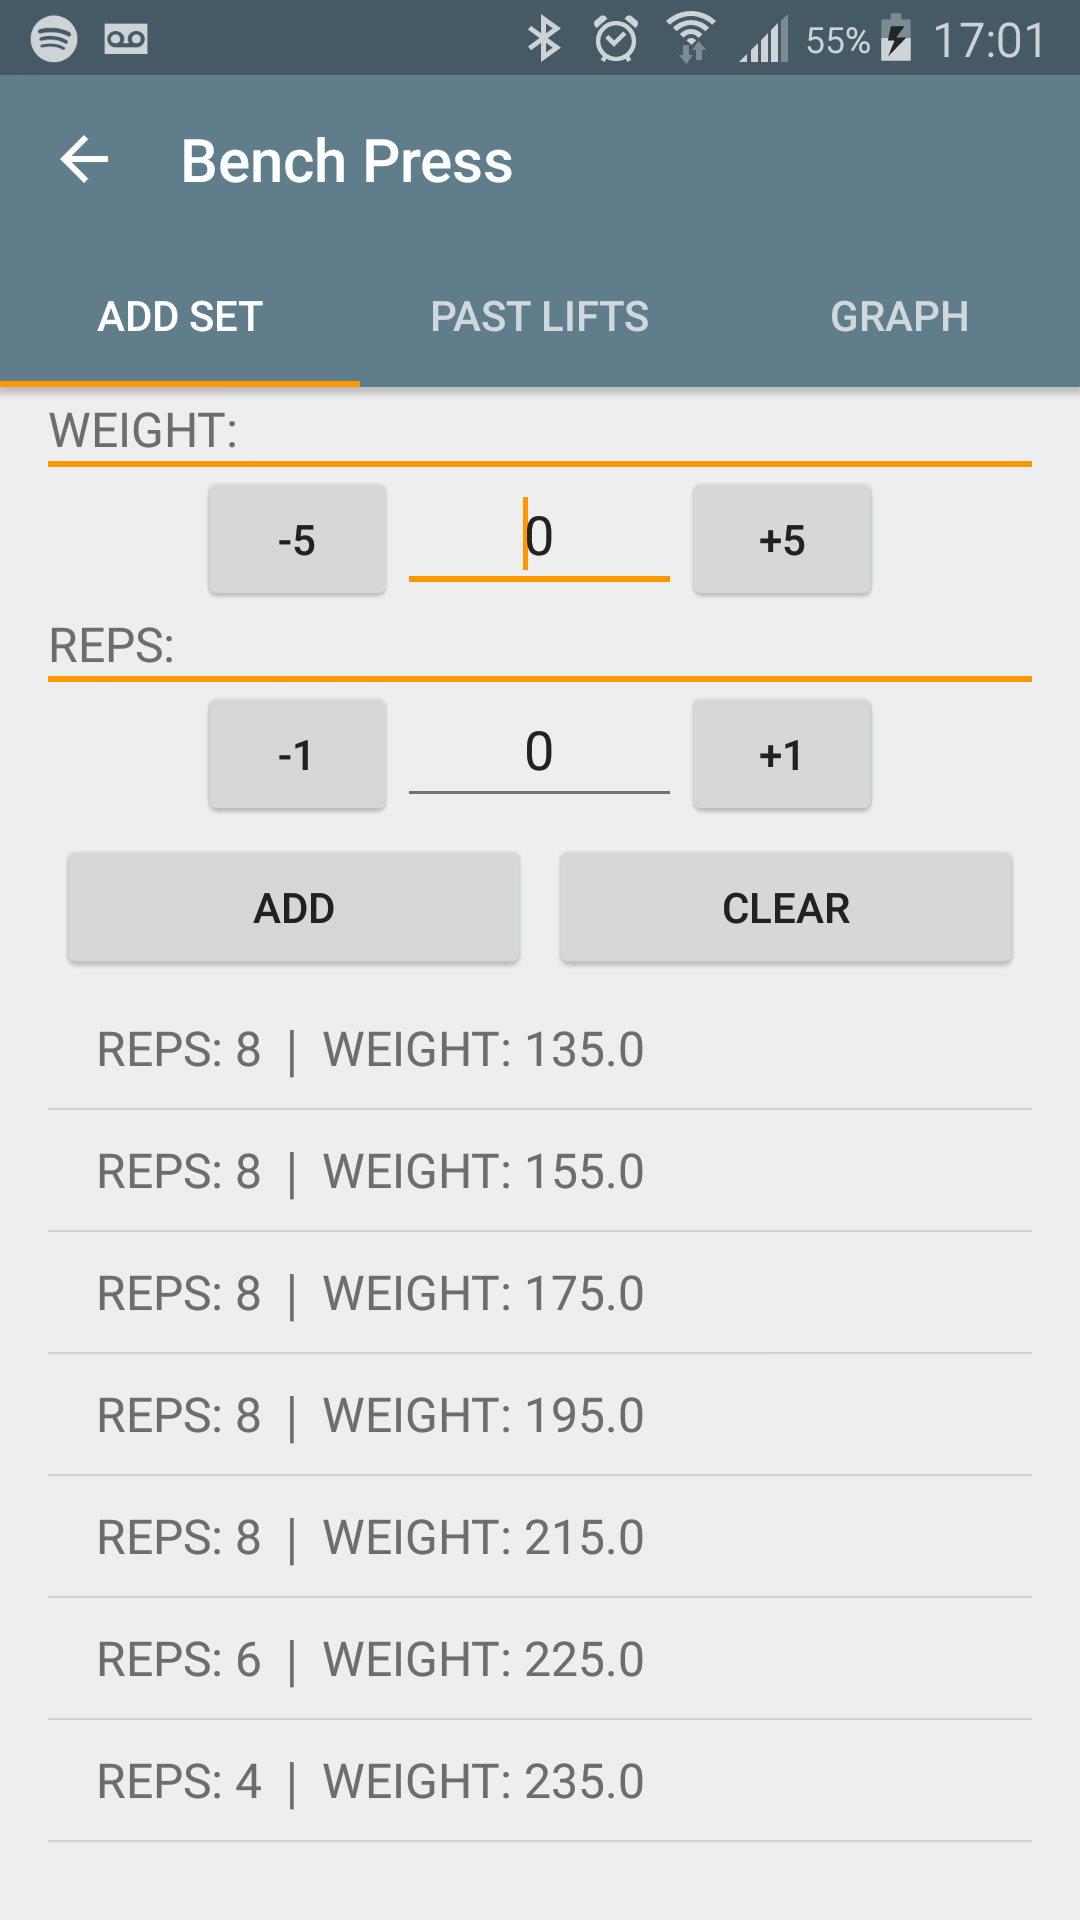 55% 17:01
Bench Press
ADD SET PAST LIFTS GRAPH
WEIGHT:
-5 0 +5
REPS:
-1 0 +1
ADD CLEAR
REPS: 8 | WEIGHT: 135.0
REPS: 8 | WEIGHT: 155.0
REPS: 8 | WEIGHT: 175.0
REPS: 8 | WEIGHT: 195.0
REPS: 8 | WEIGHT: 215.0
REPS: 6 | WEIGHT: 225.0
REPS: 4 | WEIGHT: 235.0